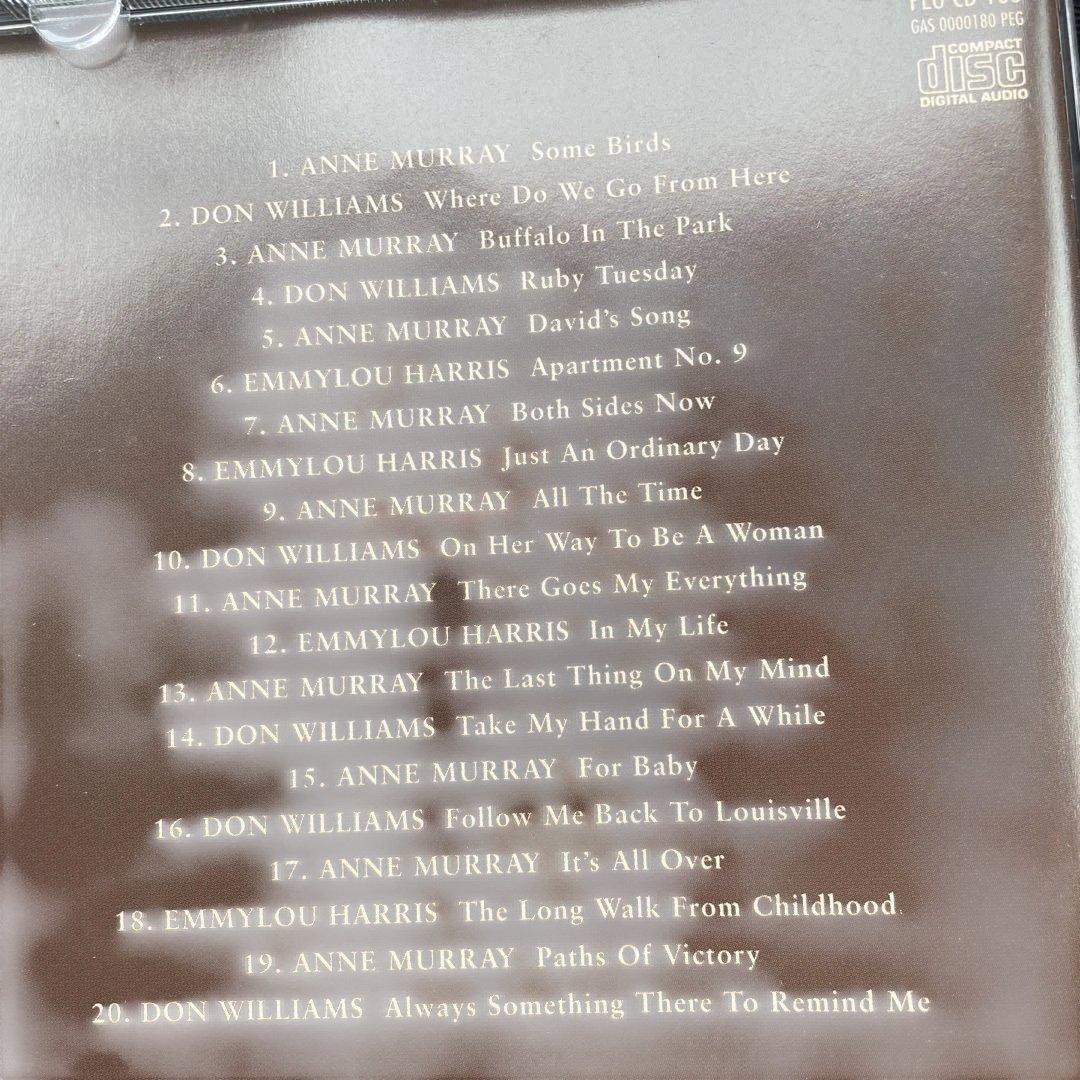 GAS 0000180 PEG
COMPACT
disc
DIGITAL AUDIO
1. ANNE MURRAY Some Birds
2. DON WILLIAMS Where Do We Go From Here
3. ANNE MURRAY Buffalo In The Park
4. DON WILLIAMS Ruby Tuesday
5. ANNE MURRAY David's Song
6. EMMYLOU HARRIS Apartment No. 9
7. ANNE MURRAY Both Sides Now
8. EMMYLOU HARRIS Just An Ordinary Day
9. ANNE MURRAY All The Time
10. DON WILLIAMS On Her Way To Be A Woman
11. ANNE MURRAY There Goes My Everything
12. EMMYLOU HARRIS In My Life
13. ANNE MURRAY The Last Thing On My Mind
14. DON WILLIAMS Take My Hand For A While
15. ANNE MURRAY For Baby
16. DON WILLIAMS Follow Me Back To Louisville
17. ANNE MURRAY It's All Over
18. EMMYLOU HARRIS The Long Walk From Childhood
19. ANNE MURRAY Paths Of Victory
20. DON WILLIAMS Always Something There To Remind Me